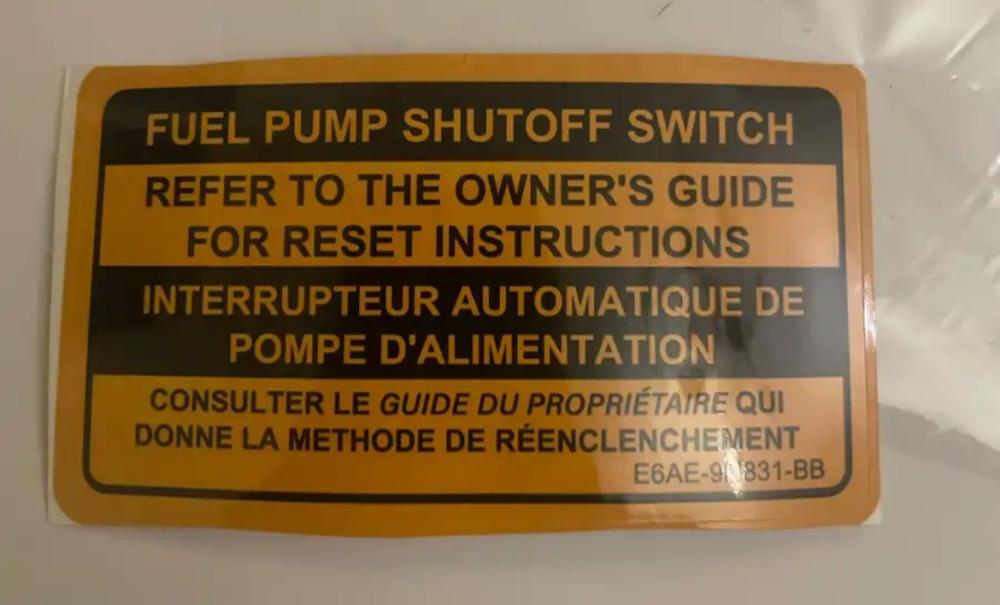 FUEL PUMP SHUTOFF SWITCH
REFER TO THE OWNER'S GUIDE
FOR RESET INSTRUCTIONS
INTERRUPTEUR AUTOMATIQUE DE
POMPE D'ALIMENTATION
CONSULTER LE GUIDE DU PROPRIÉTAIRE QUI
DONNE LA METHODE DE RÉENCLENCHEMENT